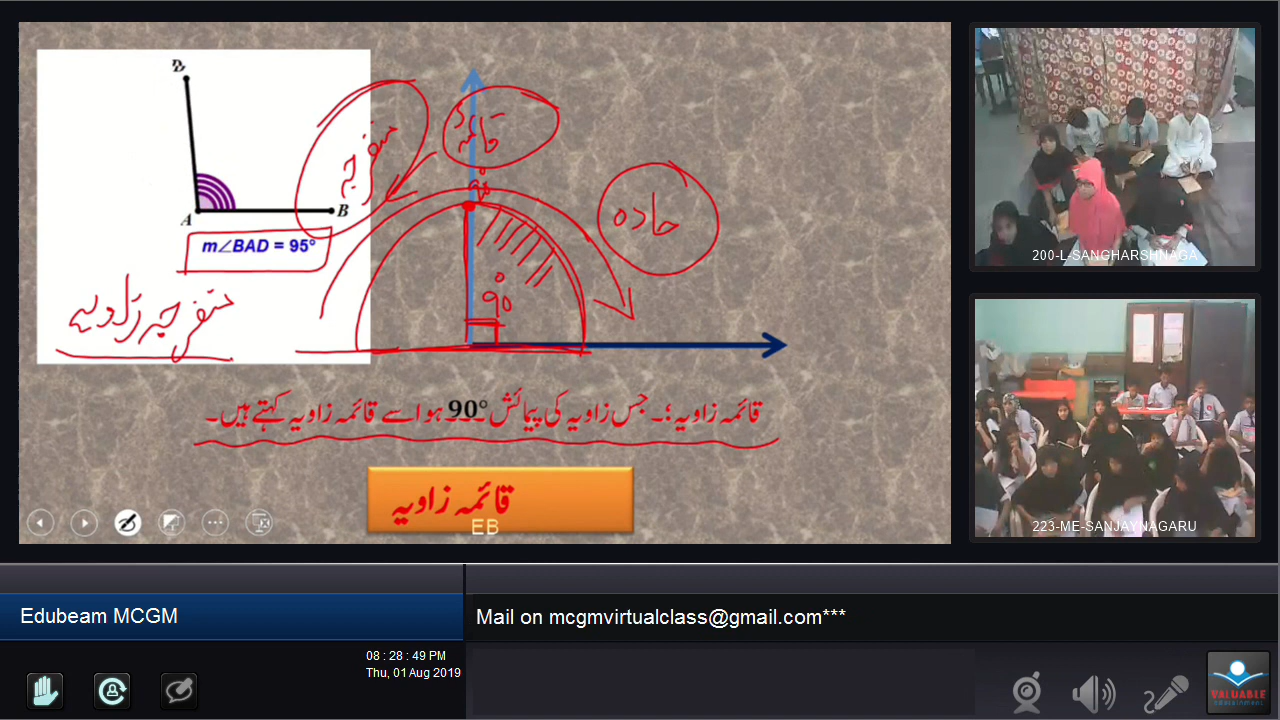 D
A
B
m∠BAD = 95°
منفرجہ زاویہ
منفرجہ
قائمہ
90°
حادہ
90°
قائمہ زاویہ؛۔ جس زاویہ کی پیمائش 90° ہو اسے قائمہ زاویہ کہتے ہیں۔
قائمہ زاویہ
EB
200-L-SANGHARSHNAGA
223-ME-SANJAYNAGARU
Edubeam MCGM
Mail on mcgmvirtualclass@gmail.com***
08 : 28 : 49 PM
Thu, 01 Aug 2019
VALUABLE
EDUTAINMENT